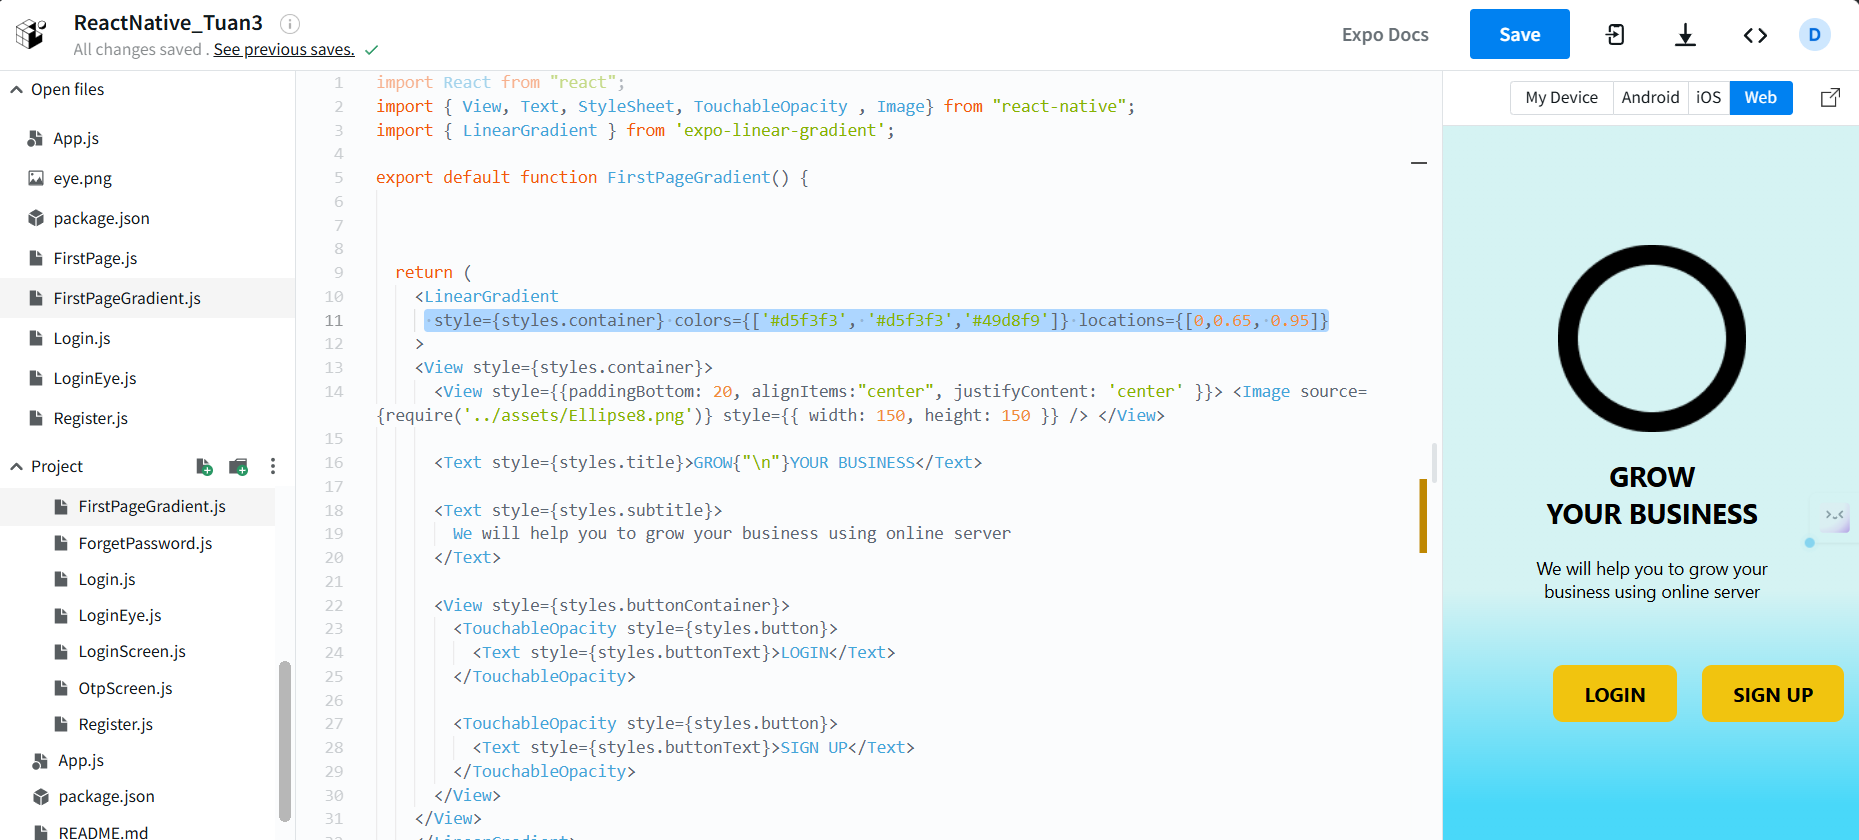 ReactNative_Tuan3
All changes saved . See previous saves.
Expo Docs
Save
D
Open files
App.js
eye.png
package.json
FirstPage.js
FirstPageGradient.js
Login.js
LoginEye.js
Register.js
Project
FirstPageGradient.js
ForgetPassword.js
Login.js
LoginEye.js
LoginScreen.js
OtpScreen.js
Register.js
App.js
package.json
README.md
1 import React from "react";
2 import { View, Text, StyleSheet, TouchableOpacity , Image} from "react-native";
3 import { LinearGradient } from 'expo-linear-gradient';
4
5 export default function FirstPageGradient() {
6
7
8
9 return (
10 <LinearGradient
11 style={styles.container} colors={['#d5f3f3', '#d5f3f3','#49d8f9']} locations={[0,0.65, 0.95]}
12 >
13 <View style={styles.container}>
14 <View style={{paddingBottom: 20, alignItems:"center", justifyContent: 'center' }}> <Image source=
{require('../assets/Ellipse8.png')} style={{ width: 150, height: 150 }} /> </View>
15
16 <Text style={styles.title}>GROW{"\n"}YOUR BUSINESS</Text>
17
18 <Text style={styles.subtitle}>
19 We will help you to grow your business using online server
20 </Text>
21
22 <View style={styles.buttonContainer}>
23 <TouchableOpacity style={styles.button}>
24 <Text style={styles.buttonText}>LOGIN</Text>
25 </TouchableOpacity>
26
27 <TouchableOpacity style={styles.button}>
28 <Text style={styles.buttonText}>SIGN UP</Text>
29 </TouchableOpacity>
30 </View>
31 </View>
My Device Android iOS Web
GROW
YOUR BUSINESS
We will help you to grow your
business using online server
LOGIN SIGN UP